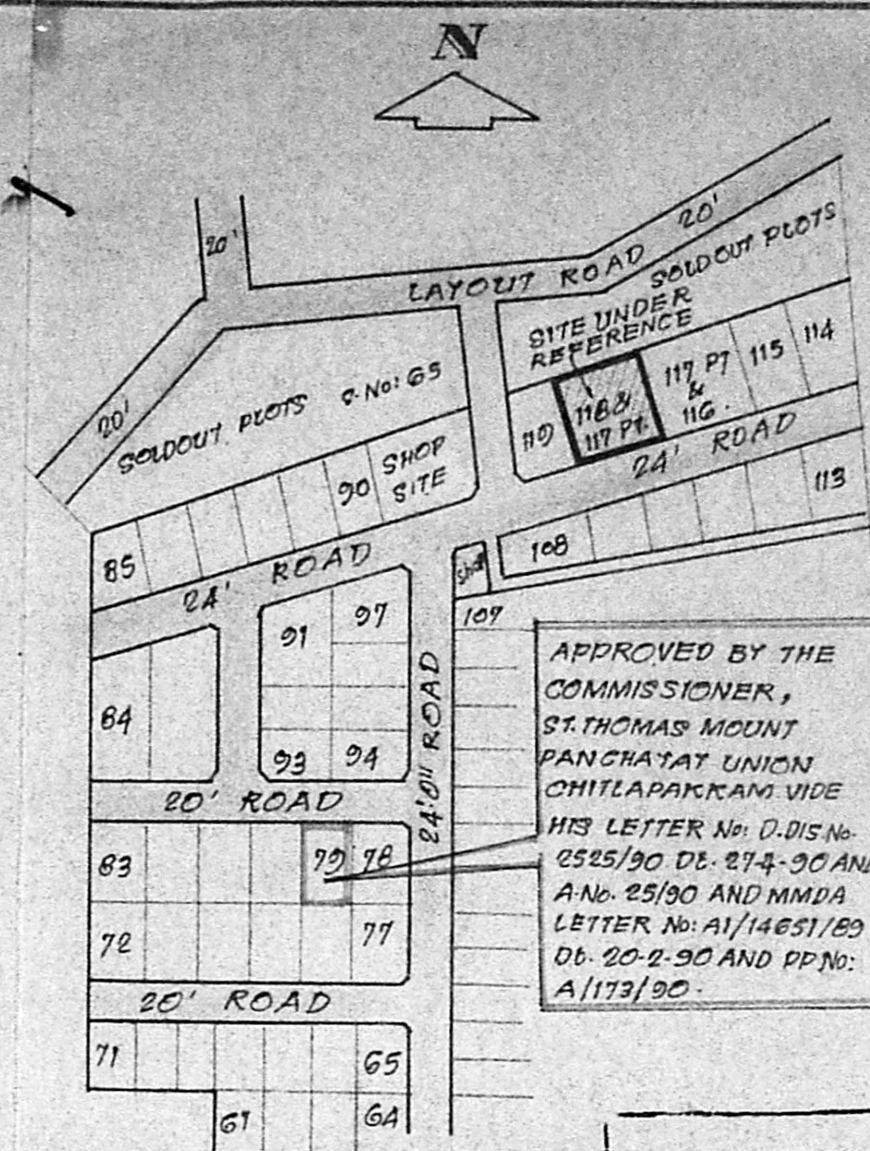 N
20'
LAYOUT ROAD 20'
SOLDOUT PLOTS
SITE UNDER
REFERENCE
20'
SOLDOUT PLOTS S.No: 63
119
118 &
117 Pt.
117 PT
&
116.
115
114
24' ROAD
90
SHOP
SITE
85
24' ROAD
108
113
Shop
107
91
97
84
93
94
24'0" ROAD
20' ROAD
83
79
78
72
77
20' ROAD
71
65
61
64
APPROVED BY THE
COMMISSIONER,
ST. THOMAS MOUNT
PANCHAYAT UNION
CHITLAPAKKAM VIDE
HIS LETTER No: D.DIS.No.
2525/90 Dt. 27-4-90 AND
A.No. 25/90 AND MMDA
LETTER No: A1/14651/89
Dt. 20-2-90 AND PP.No:
A/173/90.